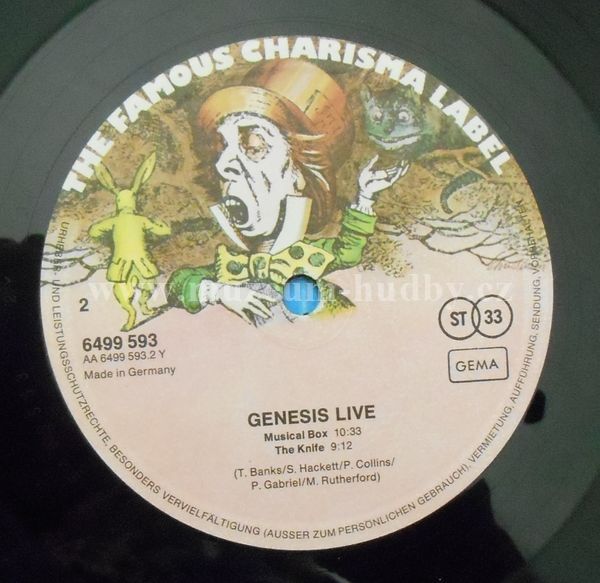 THE FAMOUS CHARISMA LABEL
www.muzeum-hudby.cz
2
6499 593
AA 6499 593.2 Y
Made in Germany
ST 33
GEMA
GENESIS LIVE
Musical Box 10:33
The Knife 9:12
(T. Banks/S. Hackett/P. Collins/
P. Gabriel/M. Rutherford)
URHEBER- UND LEISTUNGSSCHUTZRECHTE, BESONDERS VERVIELFÄLTIGUNG (AUSSER ZUM PERSÖNLICHEN GEBRAUCH), VERMIETUNG, AUFFÜHRUNG, SENDUNG, VORBEHALTEN